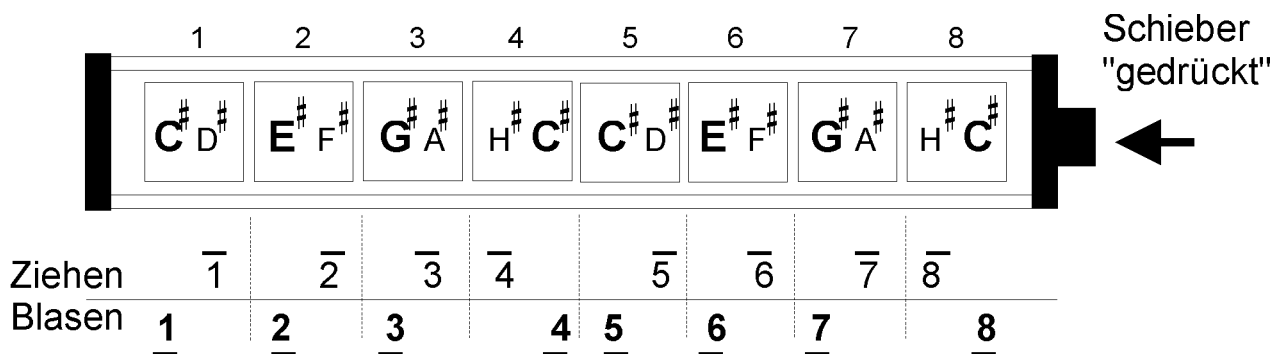 1 2 3 4 5 6 7 8
Schieber
"gedrückt"
C♯ D♯ E♯ F♯ G♯ A♯ H♯ C♯ C♯ D♯ E♯ F♯ G♯ A♯ H♯ C♯
Ziehen 1 2 3 4 5 6 7 8
Blasen 1 2 3 4 5 6 7 8